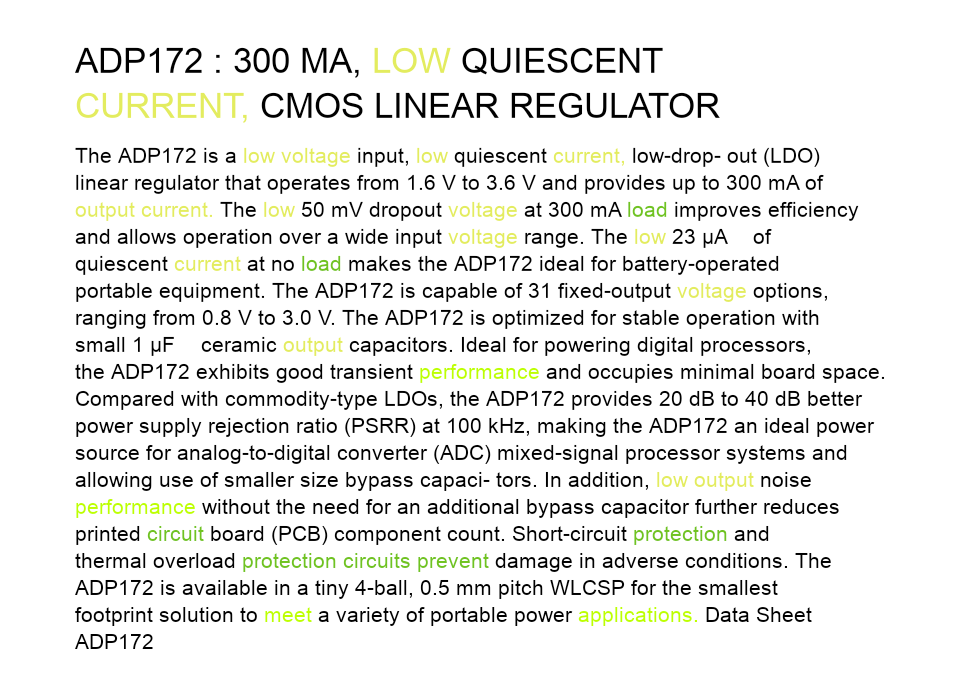 ADP172 : 300 MA, LOW QUIESCENT
CURRENT, CMOS LINEAR REGULATOR
The ADP172 is a low voltage input, low quiescent current, low-drop- out (LDO)
linear regulator that operates from 1.6 V to 3.6 V and provides up to 300 mA of
output current. The low 50 mV dropout voltage at 300 mA load improves efficiency
and allows operation over a wide input voltage range. The low 23 μA of
quiescent current at no load makes the ADP172 ideal for battery-operated
portable equipment. The ADP172 is capable of 31 fixed-output voltage options,
ranging from 0.8 V to 3.0 V. The ADP172 is optimized for stable operation with
small 1 μF ceramic output capacitors. Ideal for powering digital processors,
the ADP172 exhibits good transient performance and occupies minimal board space.
Compared with commodity-type LDOs, the ADP172 provides 20 dB to 40 dB better
power supply rejection ratio (PSRR) at 100 kHz, making the ADP172 an ideal power
source for analog-to-digital converter (ADC) mixed-signal processor systems and
allowing use of smaller size bypass capaci- tors. In addition, low output noise
performance without the need for an additional bypass capacitor further reduces
printed circuit board (PCB) component count. Short-circuit protection and
thermal overload protection circuits prevent damage in adverse conditions. The
ADP172 is available in a tiny 4-ball, 0.5 mm pitch WLCSP for the smallest
footprint solution to meet a variety of portable power applications. Data Sheet
ADP172